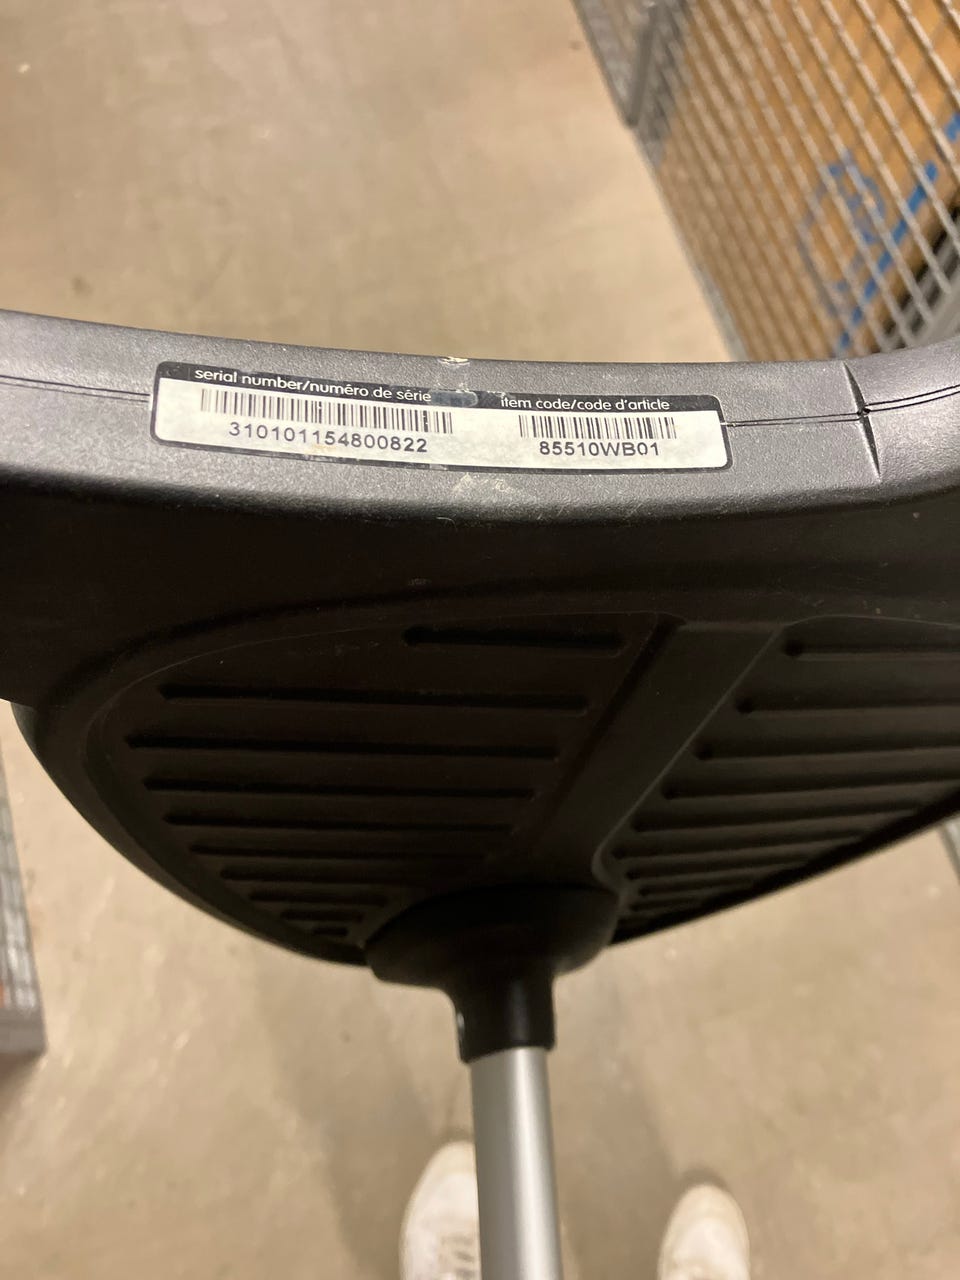 serial number/numéro de série
310101154800822
item code/code d'article
85510WB01